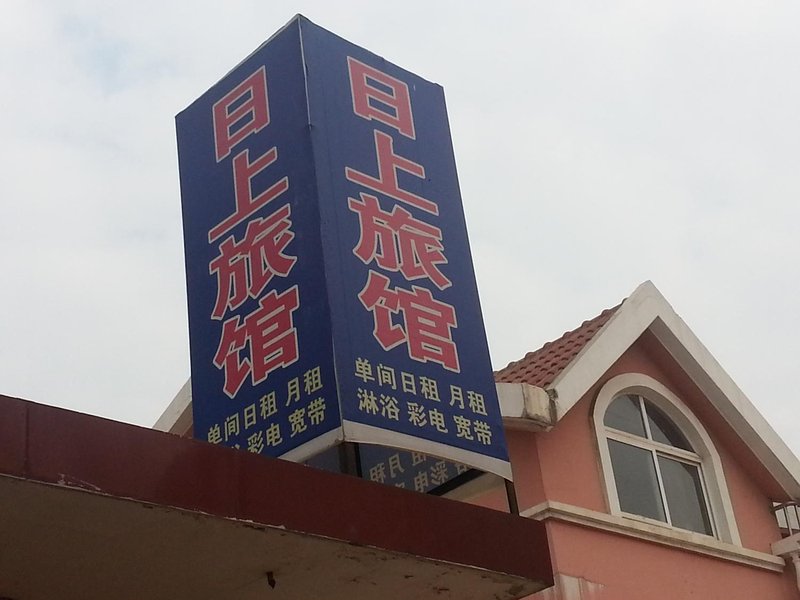 日上旅馆
单间日租 月租
彩电 宽带
日上旅馆
单间日租 月租
淋浴 彩电 宽带